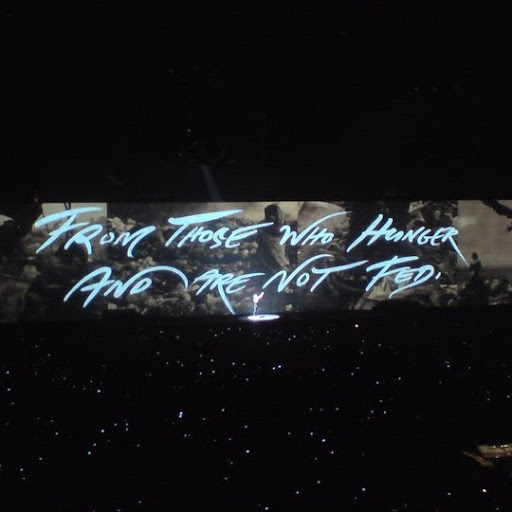 FROM THOSE WHO HUNGER
AND ARE NOT FED.